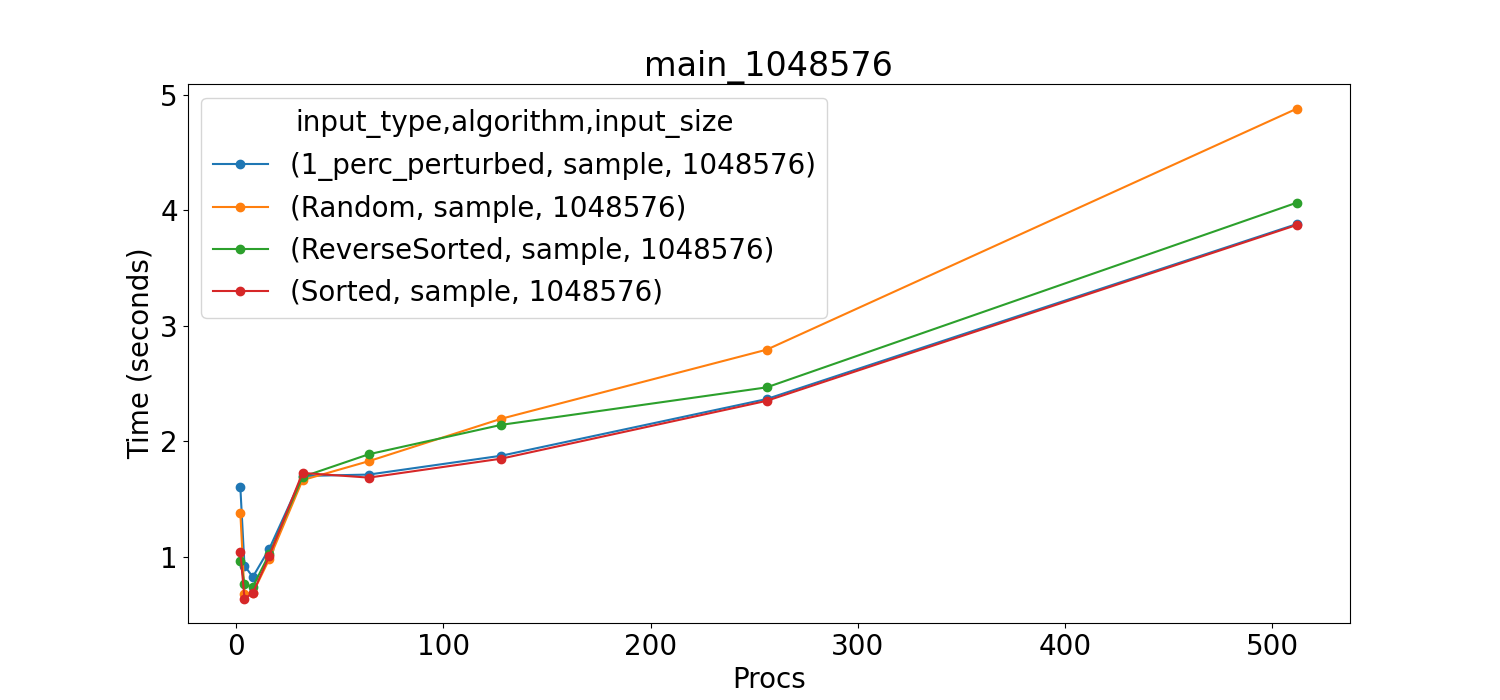 main_1048576
5
4
3
2
1
Time (seconds)
input_type,algorithm,input_size
(1_perc_perturbed, sample, 1048576)
(Random, sample, 1048576)
(ReverseSorted, sample, 1048576)
(Sorted, sample, 1048576)
0 100 200 300 400 500
Procs